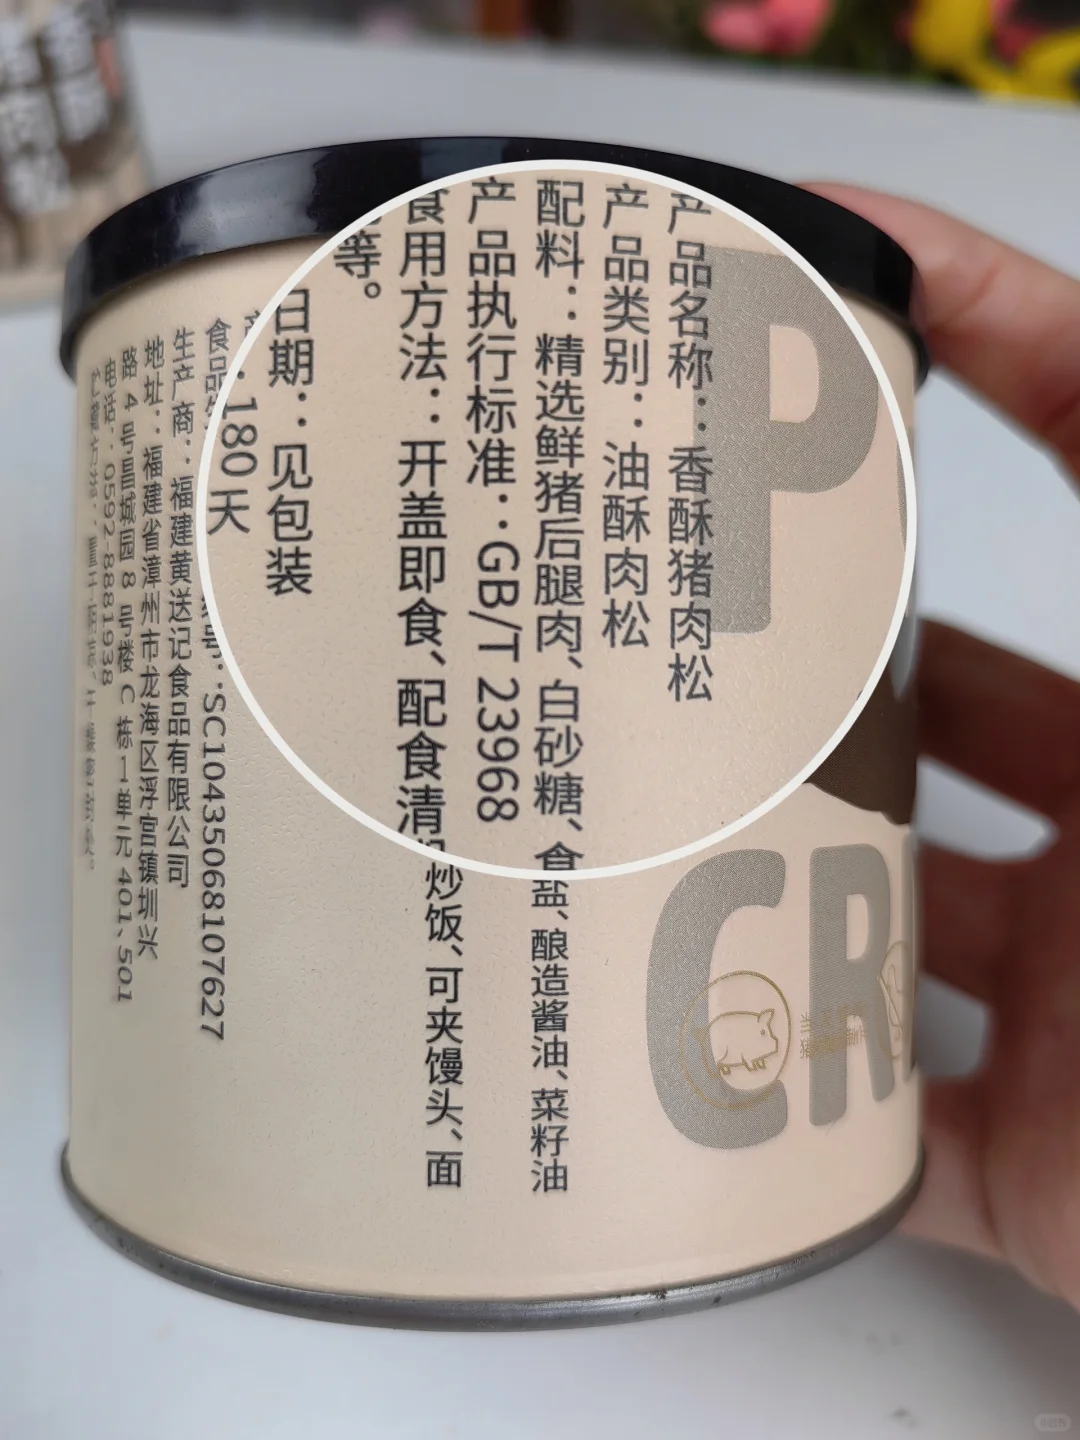 产品名称：香酥猪肉松
产品类别：油酥肉松
配料：精选鲜猪后腿肉、白砂糖、食盐、酿造酱油、菜籽油
产品执行标准：GB/T 23968
食用方法：开盖即食、配食清
炒饭、可夹馒头、面
等。
日期：见包装
：180天
食品
号：SC10435068107627
生产商：福建黄送记食品有限公司
地址：福建省漳州市龙海区浮宫镇圳兴
路4号昌城园8号楼C栋1单元401、501
电话：0592-8881938
P
CR